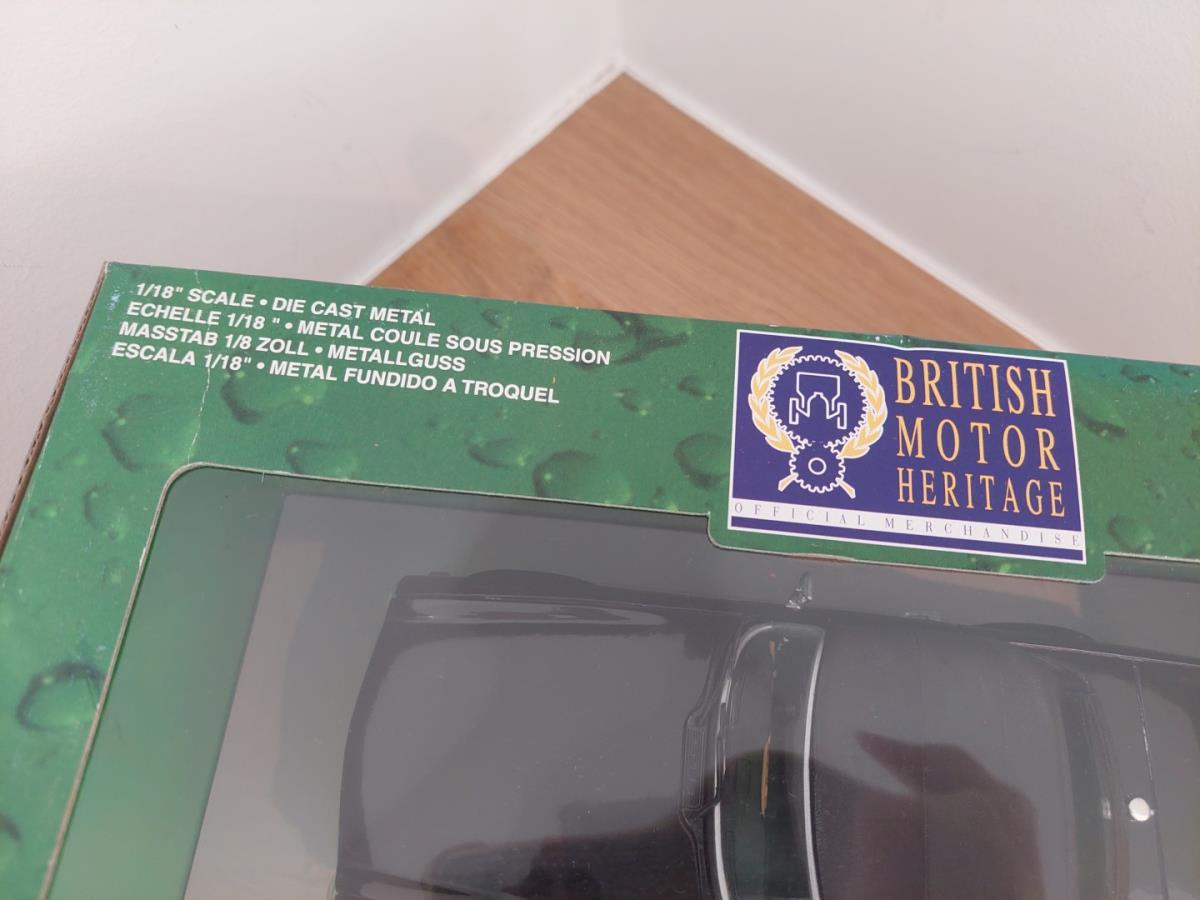 1/18" SCALE • DIE CAST METAL
ECHELLE 1/18 " • METAL COULE SOUS PRESSION
MASSTAB 1/8 ZOLL • METALLGUSS
ESCALA 1/18" • METAL FUNDIDO A TROQUEL
BRITISH
MOTOR
HERITAGE
OFFICIAL MERCHANDISE